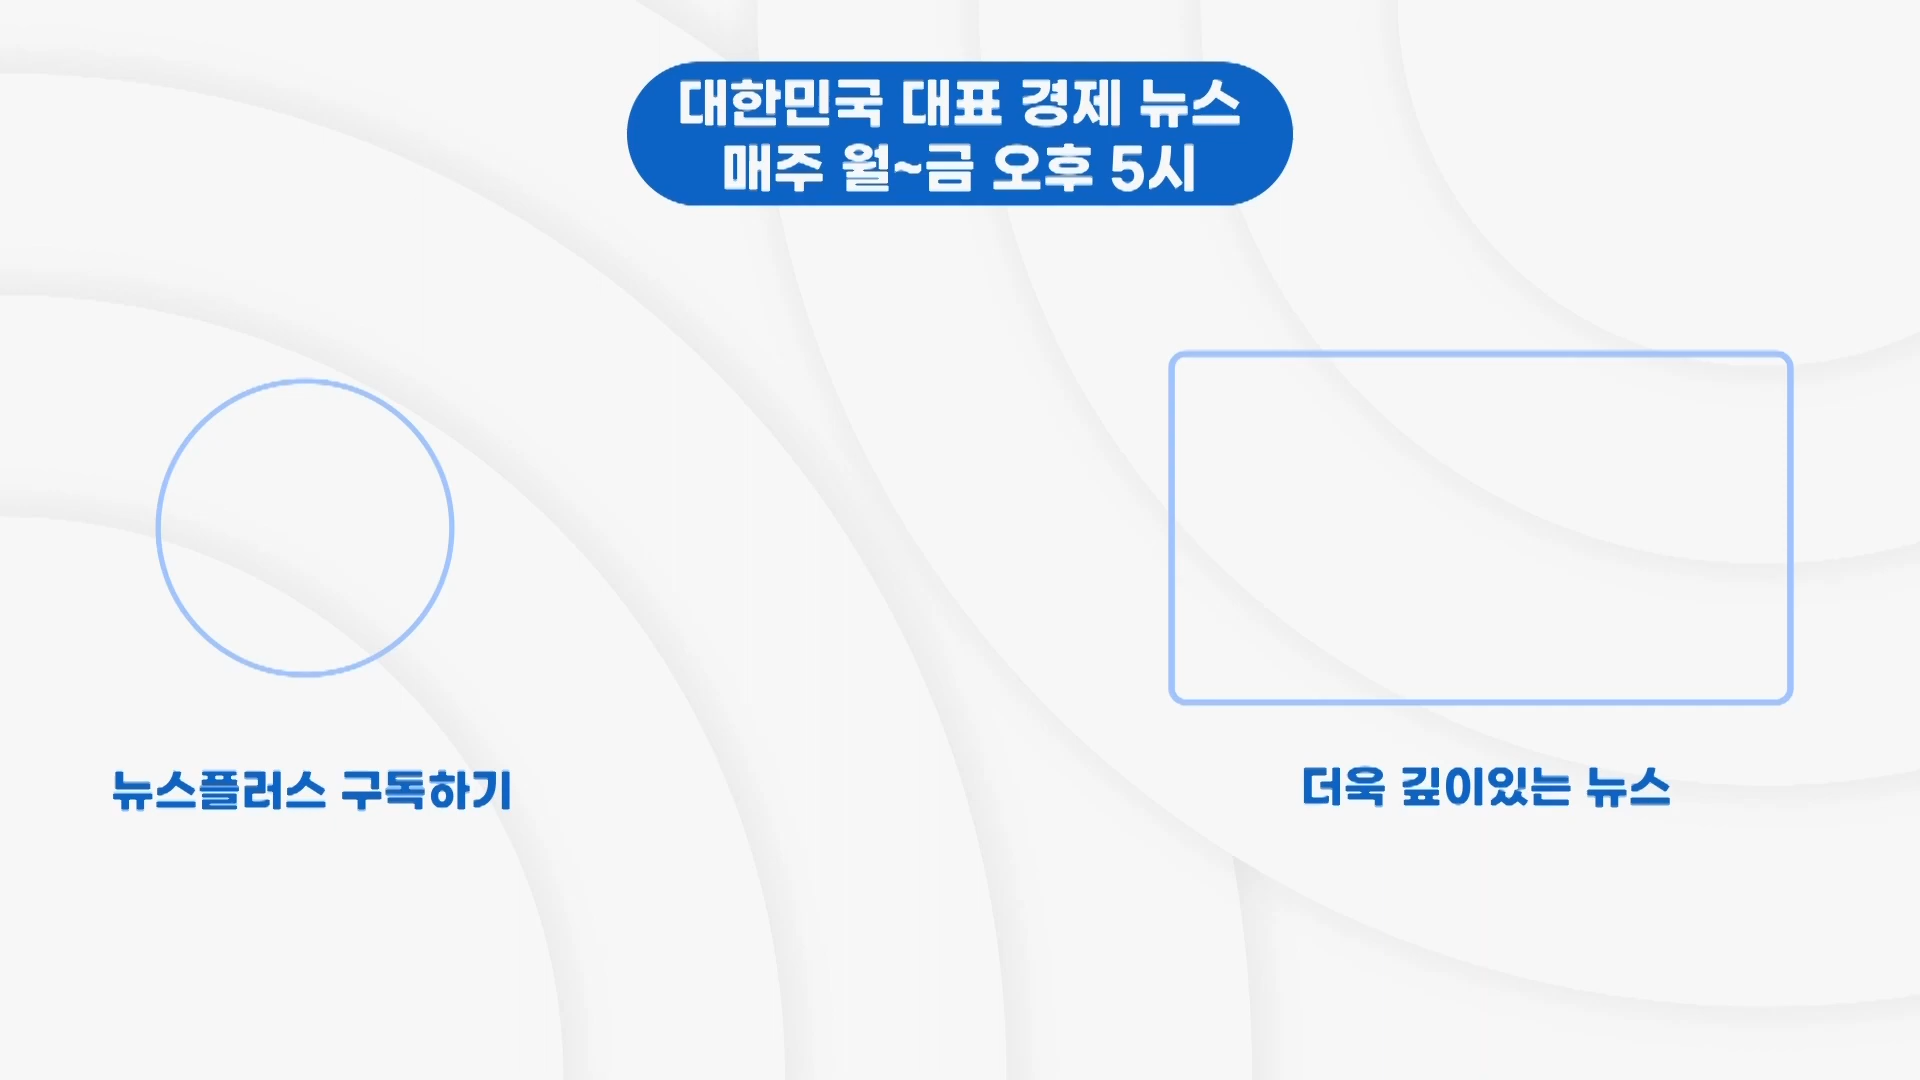 대한민국 대표 경제 뉴스
매주 월~금 오후 5시
뉴스플러스 구독하기
더욱 깊이있는 뉴스